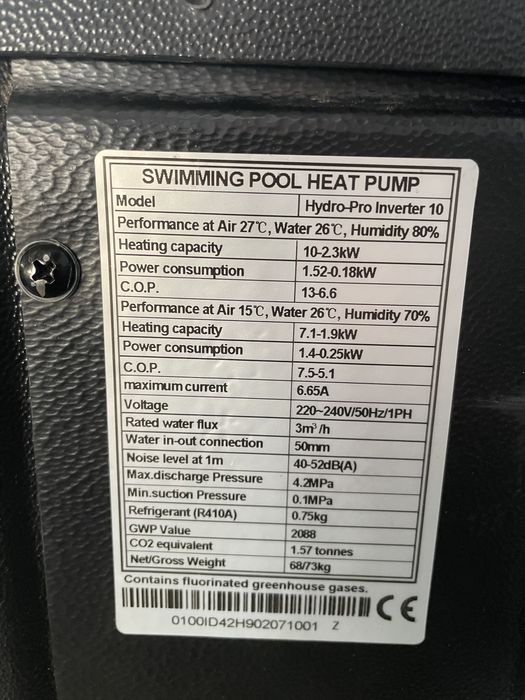 SWIMMING POOL HEAT PUMP
Model Hydro-Pro Inverter 10
Performance at Air 27℃, Water 26℃, Humidity 80%
Heating capacity 10-2.3kW
Power consumption 1.52-0.18kW
C.O.P. 13-6.6
Performance at Air 15℃, Water 26℃, Humidity 70%
Heating capacity 7.1-1.9kW
Power consumption 1.4-0.25kW
C.O.P. 7.5-5.1
maximum current 6.65A
Voltage 220~240V/50Hz/1PH
Rated water flux 3m³/h
Water in-out connection 50mm
Noise level at 1m 40-52dB(A)
Max.discharge Pressure 4.2MPa
Min.suction Pressure 0.1MPa
Refrigerant (R410A) 0.75kg
GWP Value 2088
CO2 equivalent 1.57 tonnes
Net/Gross Weight 68/73kg
Contains fluorinated greenhouse gases.
CE
0100ID42H902071001 Z